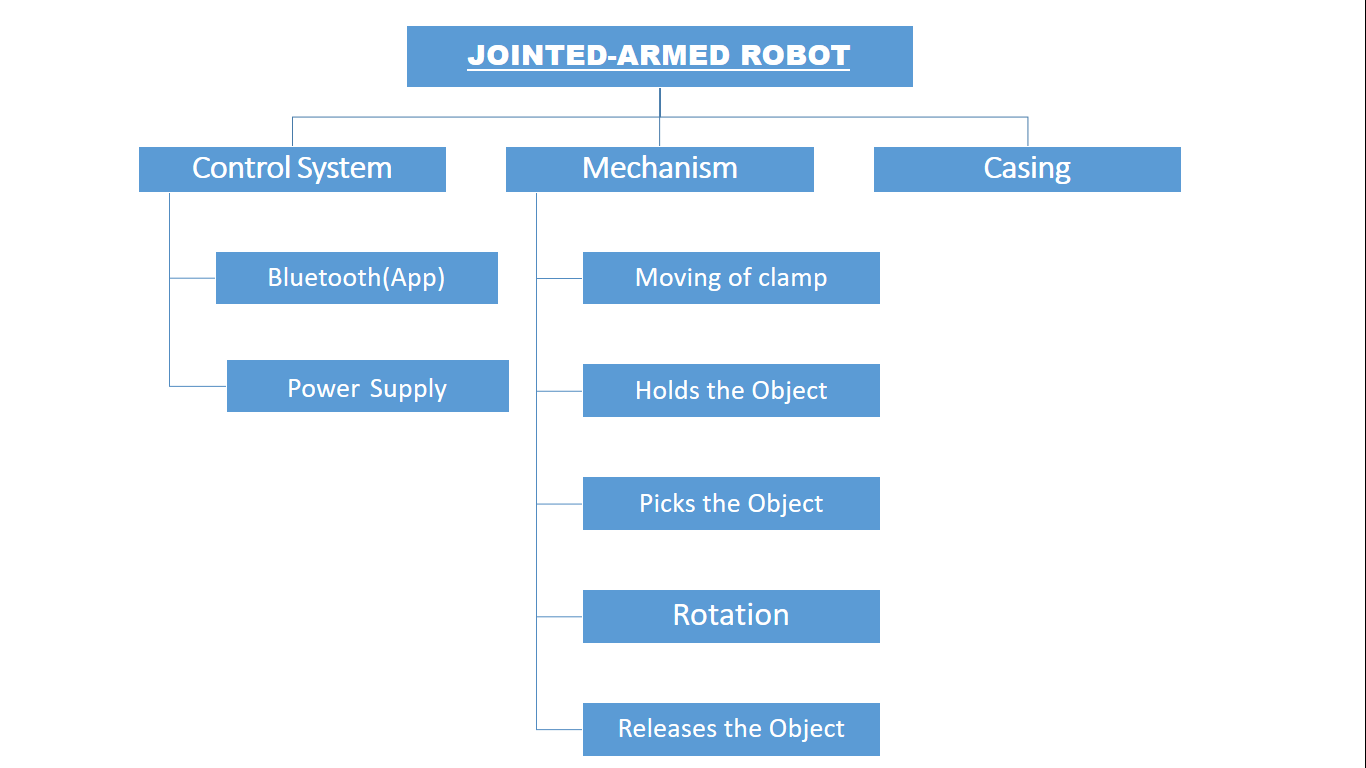 JOINTED-ARMED ROBOT
Control System
Mechanism
Casing
Bluetooth(App)
Power Supply
Moving of clamp
Holds the Object
Picks the Object
Rotation
Releases the Object